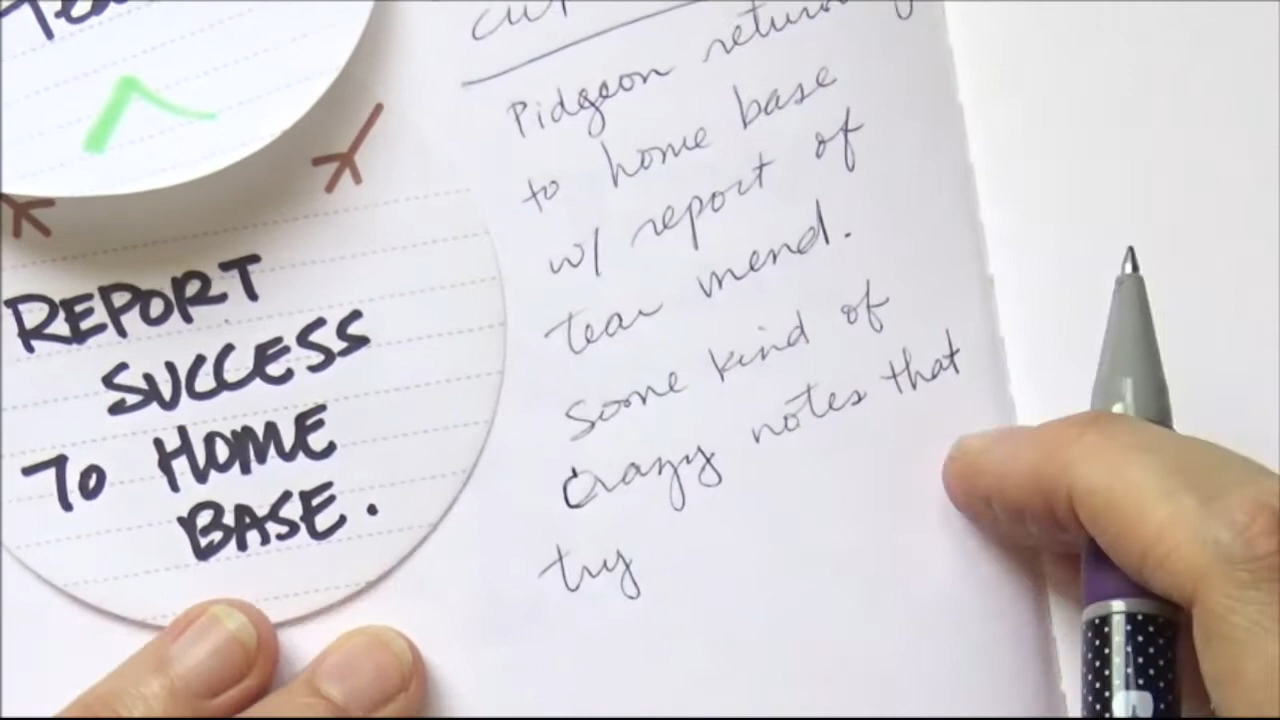 REPORT
SUCCESS
TO HOME
BASE.
Pidgeon
to home base
w/ report of
tear mend.
Some kind of
crazy notes that
try